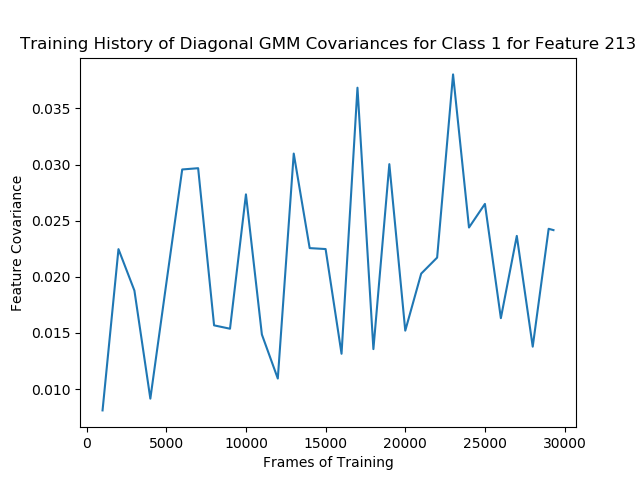 Training History of Diagonal GMM Covariances for Class 1 for Feature 213
0.035
0.030
0.025
0.020
0.015
0.010
Feature Covariance
0 5000 10000 15000 20000 25000 30000
Frames of Training